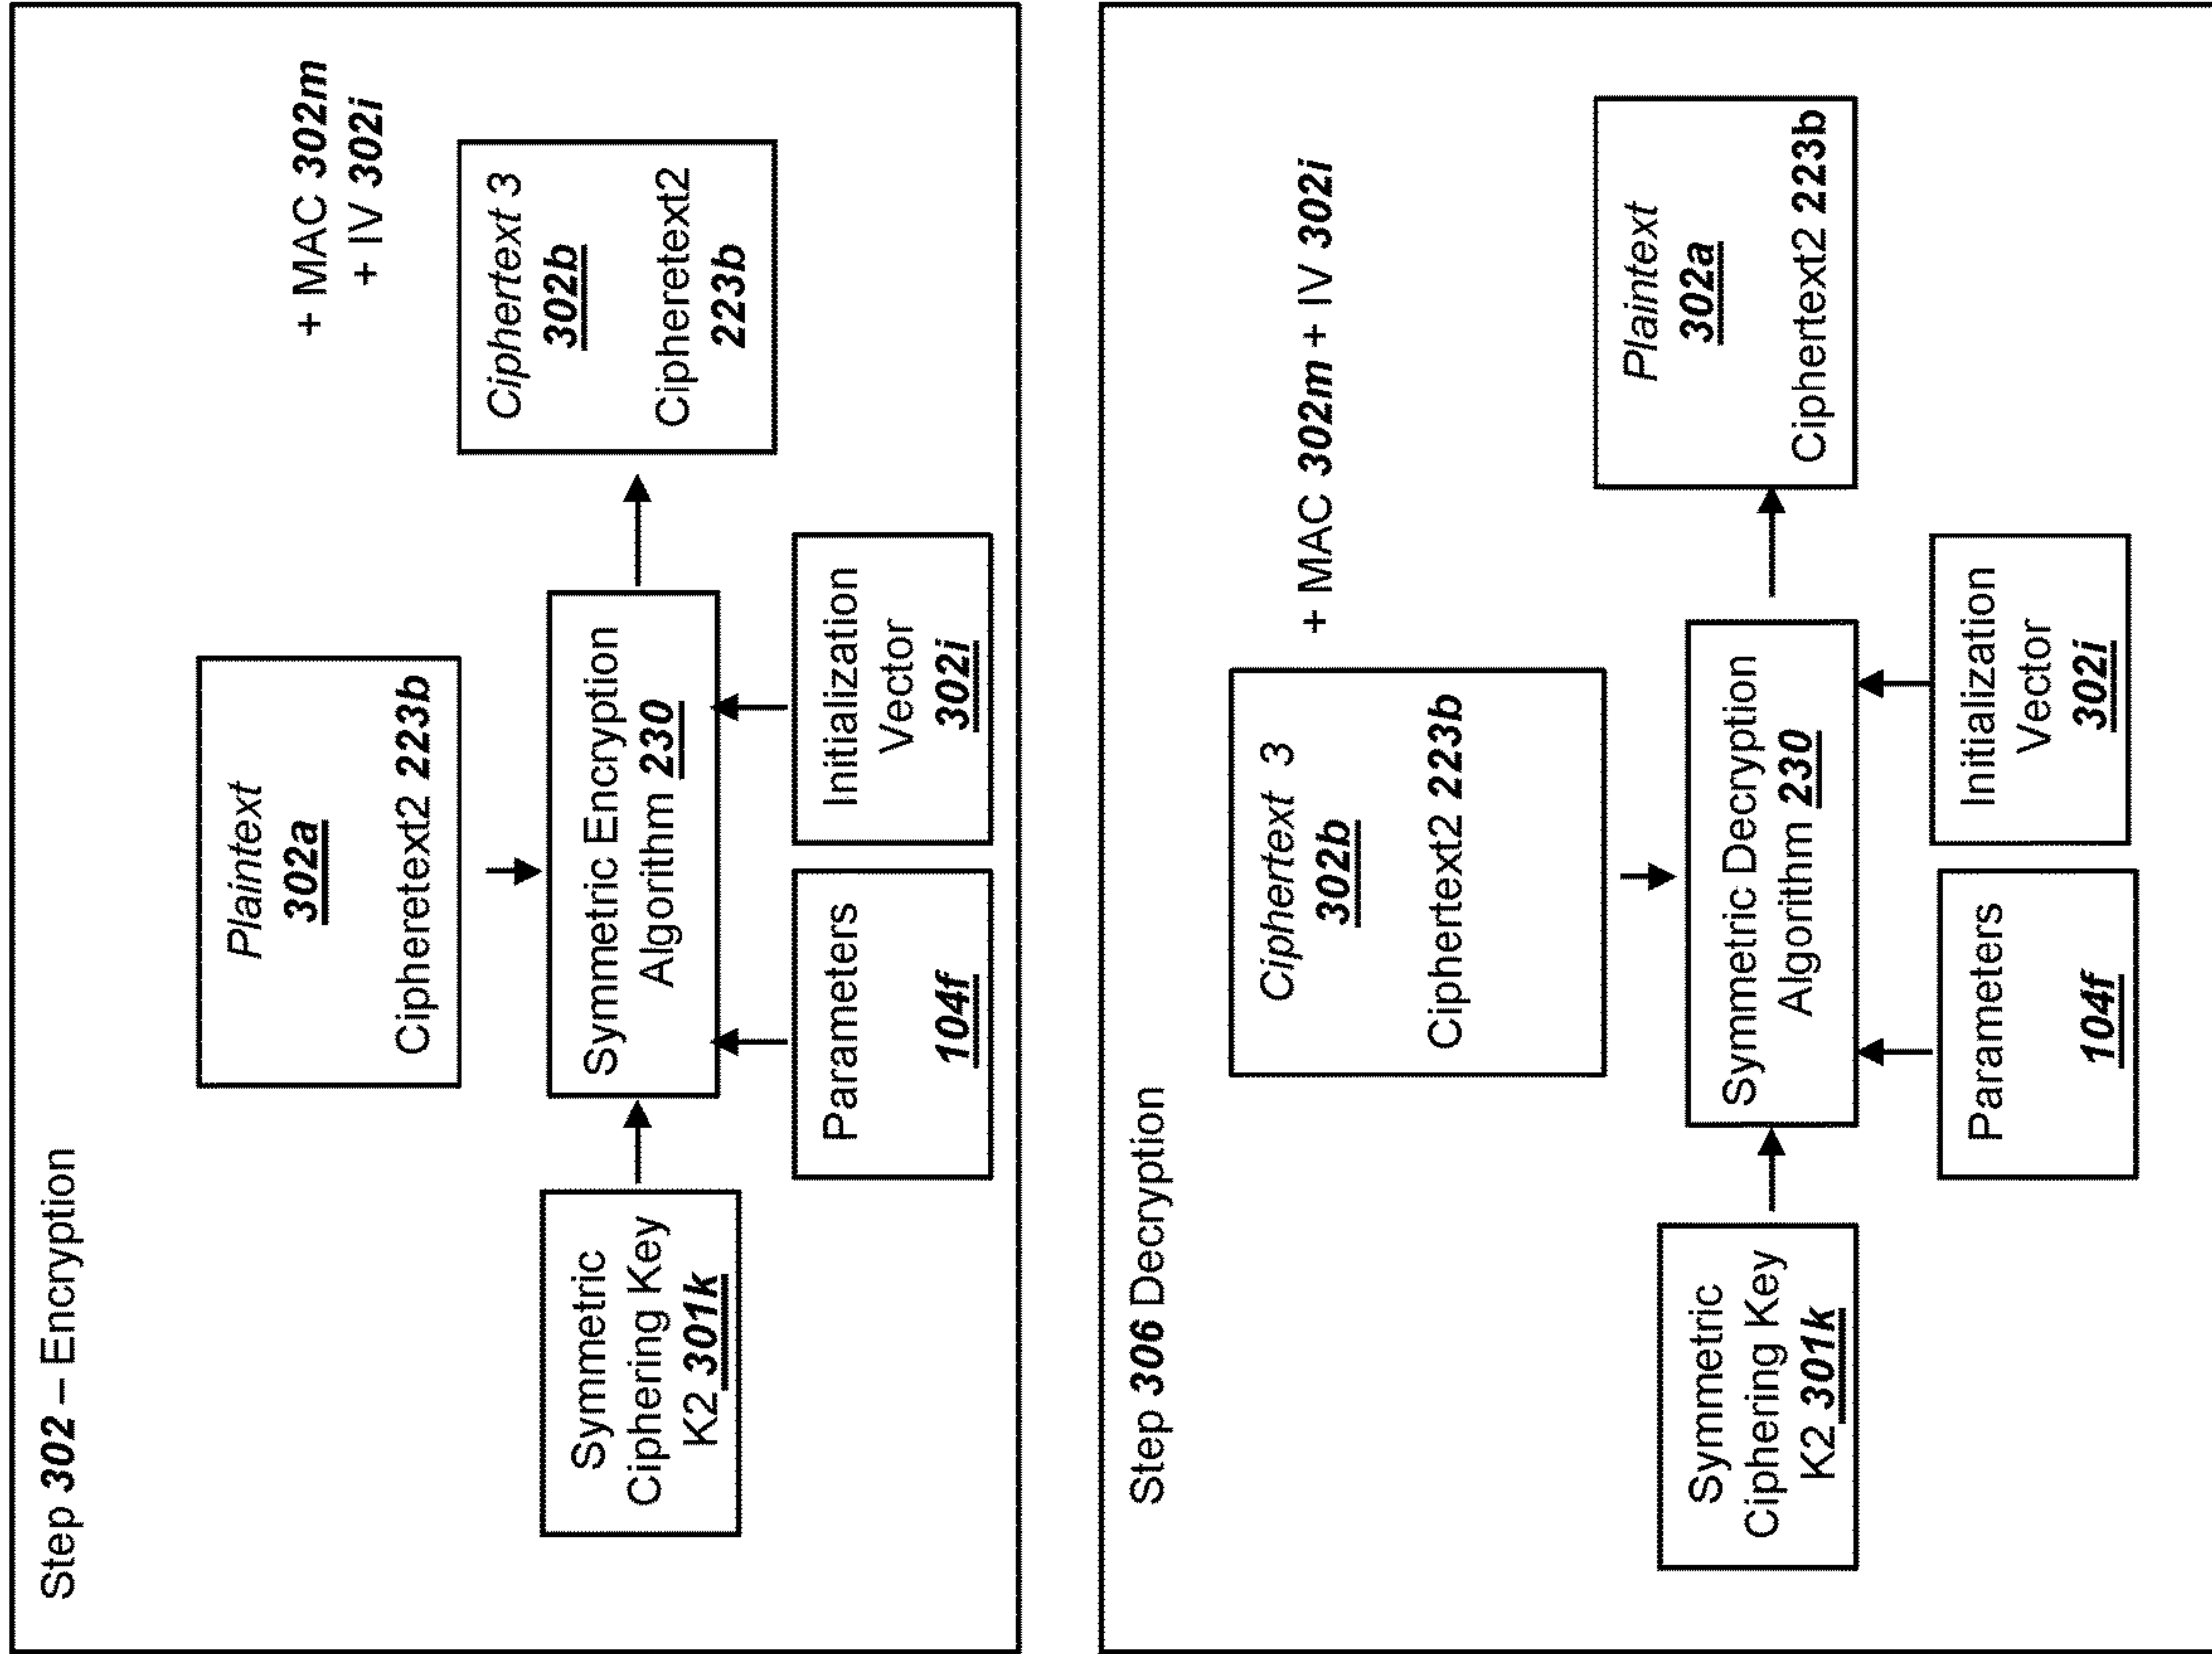 Step 302 – Encryption
+ MAC 302m
+ IV 302i
Plaintext
302a
Cipheretext2 223b
Ciphertext 3
302b
Cipheretext2
223b
Symmetric
Ciphering Key
K2 301k
Symmetric Encryption
Algorithm 230
Parameters
104f
Initialization
Vector
302i
Step 306 Decryption
+ MAC 302m + IV 302i
Ciphertext 3
302b
Ciphertext2 223b
Plaintext
302a
Ciphertext2 223b
Symmetric
Ciphering Key
K2 301k
Symmetric Decryption
Algorithm 230
Parameters
104f
Initialization
Vector
302i